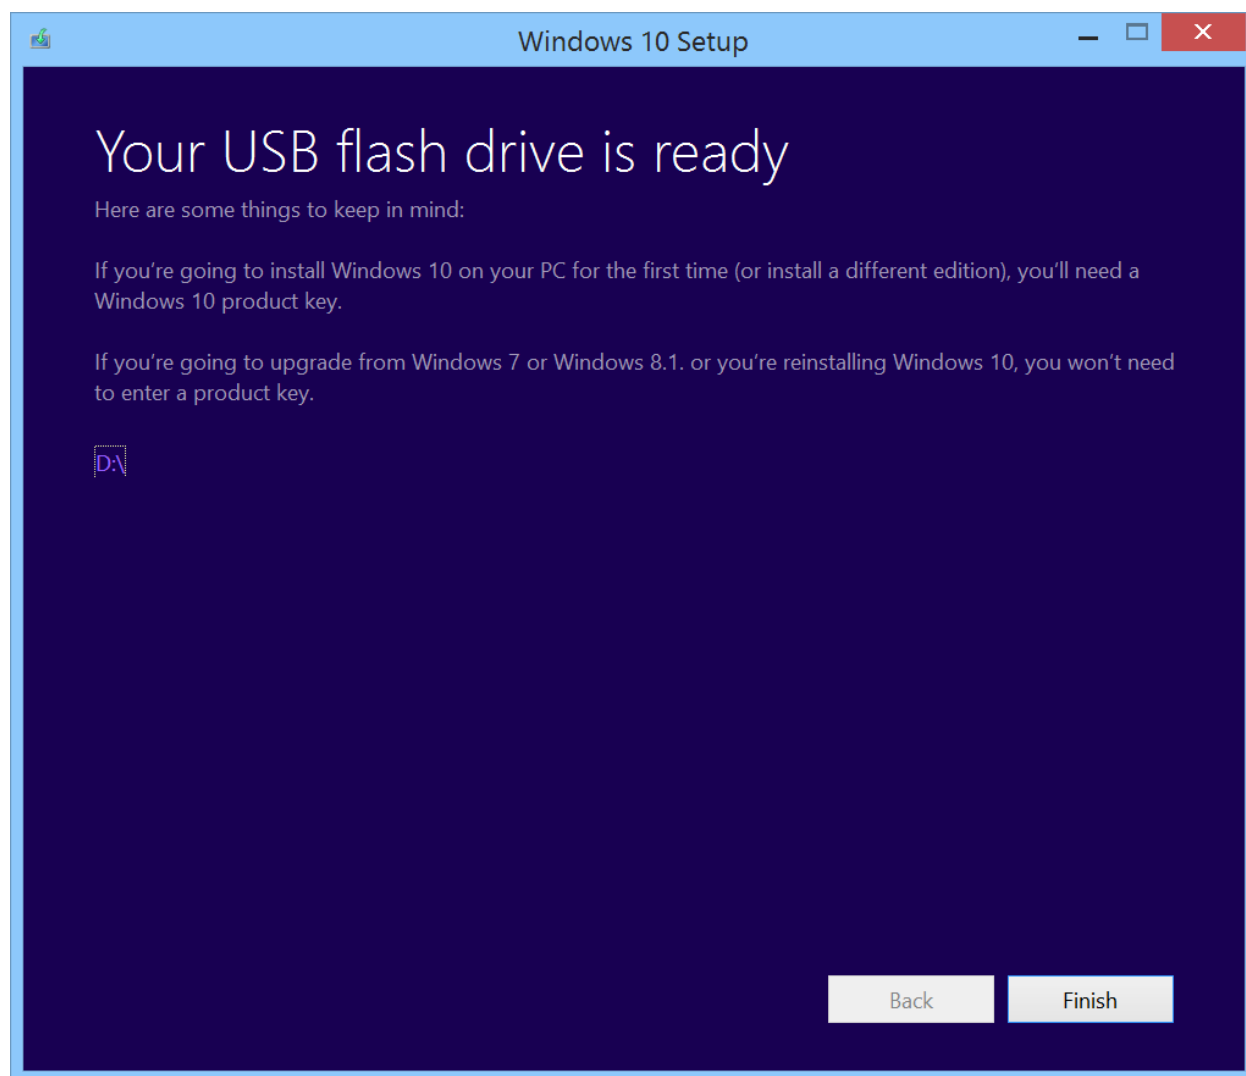 Windows 10 Setup
Your USB flash drive is ready
Here are some things to keep in mind:
If you’re going to install Windows 10 on your PC for the first time (or install a different edition), you’ll need a
Windows 10 product key.
If you’re going to upgrade from Windows 7 or Windows 8.1. or you’re reinstalling Windows 10, you won’t need
to enter a product key.
D:\
Back
Finish